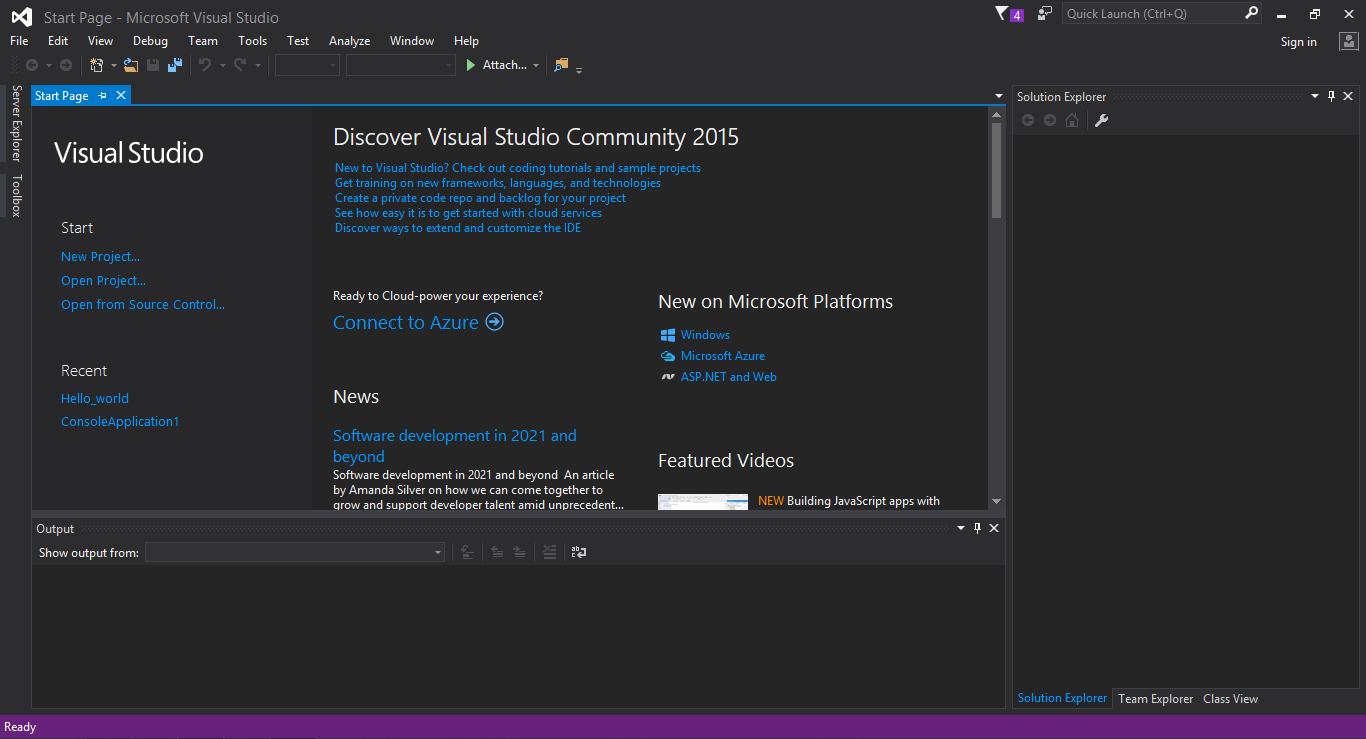 Start Page - Microsoft Visual Studio
4
Quick Launch (Ctrl+Q)
File Edit View Debug Team Tools Test Analyze Window Help
Sign in
Attach...
Server Explorer
Toolbox
Start Page
Visual Studio
Start
New Project...
Open Project...
Open from Source Control...
Recent
Hello_world
ConsoleApplication1
Discover Visual Studio Community 2015
New to Visual Studio? Check out coding tutorials and sample projects
Get training on new frameworks, languages, and technologies
Create a private code repo and backlog for your project
See how easy it is to get started with cloud services
Discover ways to extend and customize the IDE
Ready to Cloud-power your experience?
Connect to Azure
News
Software development in 2021 and
beyond
Software development in 2021 and beyond An article
by Amanda Silver on how we can come together to
grow and support developer talent amid unprecedent...
New on Microsoft Platforms
Windows
Microsoft Azure
ASP.NET and Web
Featured Videos
NEW Building JavaScript apps with
Solution Explorer
Output
Show output from:
Solution Explorer Team Explorer Class View
Ready